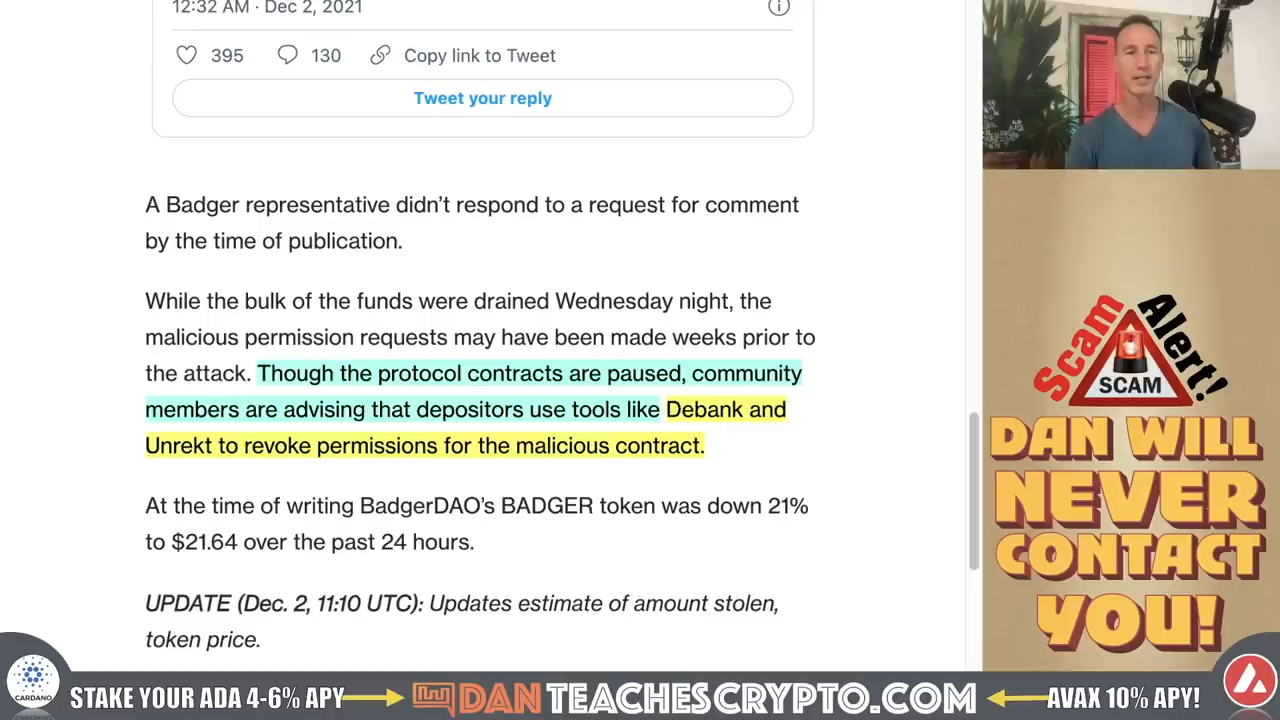 12:32 AM · Dec 2, 2021
395 130 Copy link to Tweet
Tweet your reply
A Badger representative didn't respond to a request for comment
by the time of publication.
While the bulk of the funds were drained Wednesday night, the
malicious permission requests may have been made weeks prior to
the attack. Though the protocol contracts are paused, community
members are advising that depositors use tools like Debank and
Unrekt to revoke permissions for the malicious contract.
At the time of writing BadgerDAO's BADGER token was down 21%
to $21.64 over the past 24 hours.
UPDATE (Dec. 2, 11:10 UTC): Updates estimate of amount stolen,
token price.
Scam Alert!
SCAM
DAN WILL
NEVER
CONTACT
YOU!
CARDANO
STAKE YOUR ADA 4-6% APY DANTEACHESCRYPTO.COM AVAX 10% APY!